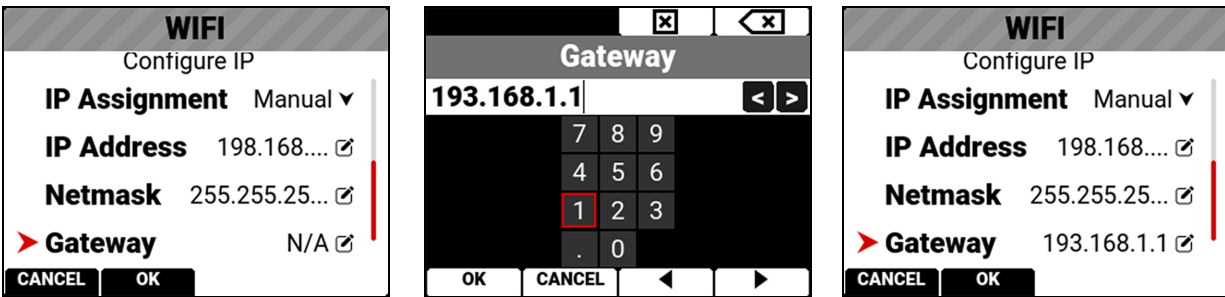 WIFI
Configure IP
IP Assignment Manual
IP Address 198.168....
Netmask 255.255.25...
Gateway N/A
CANCEL OK
Gateway
193.168.1.1
< >
7 8 9
4 5 6
1 2 3
. 0
OK CANCEL
WIFI
Configure IP
IP Assignment Manual
IP Address 198.168....
Netmask 255.255.25...
Gateway 193.168.1.1
CANCEL OK